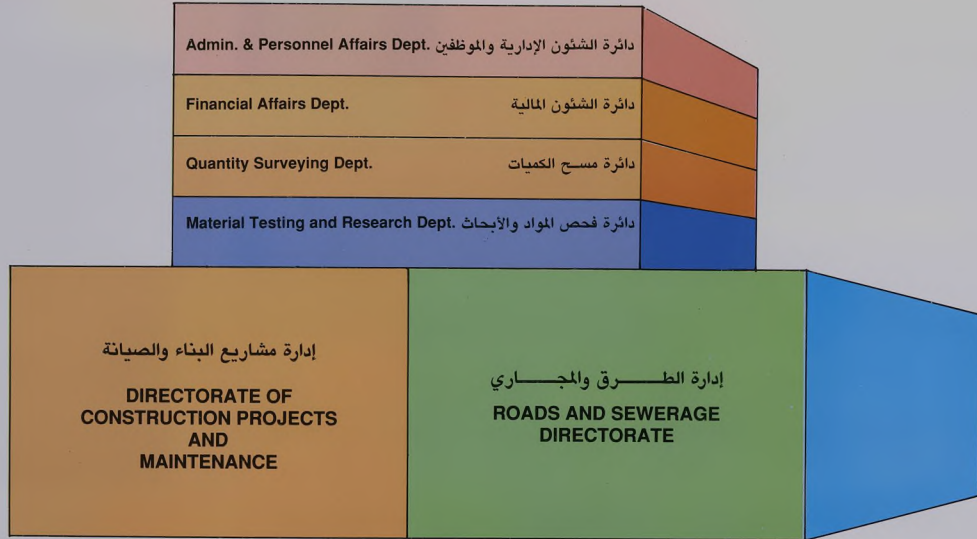 Admin. & Personnel Affairs Dept. دائرة الشئون الإدارية والموظفين
Financial Affairs Dept. دائرة الشئون المالية
Quantity Surveying Dept. دائرة مسح الكميات
Material Testing and Research Dept. دائرة فحص المواد والأبحاث
إدارة مشاريع البناء والصيانة
DIRECTORATE OF
CONSTRUCTION PROJECTS
AND
MAINTENANCE
إدارة الطرق والمجاري
ROADS AND SEWERAGE
DIRECTORATE